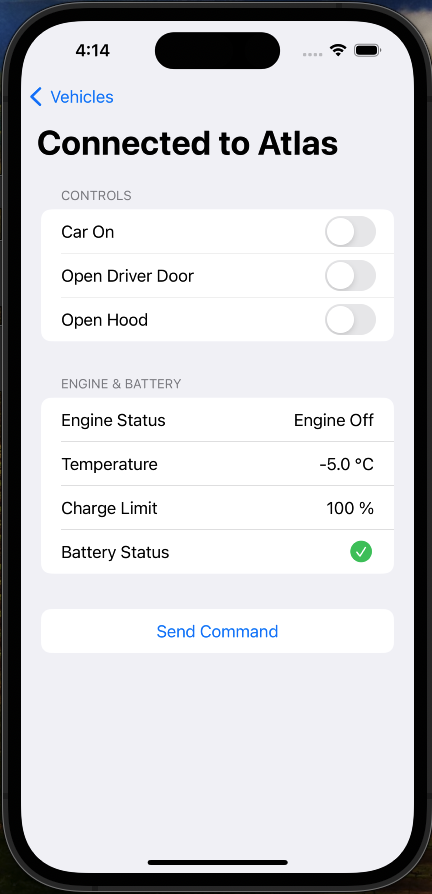 4:14
Vehicles
Connected to Atlas
CONTROLS
Car On
Open Driver Door
Open Hood
ENGINE & BATTERY
Engine Status Engine Off
Temperature -5.0 °C
Charge Limit 100 %
Battery Status
Send Command